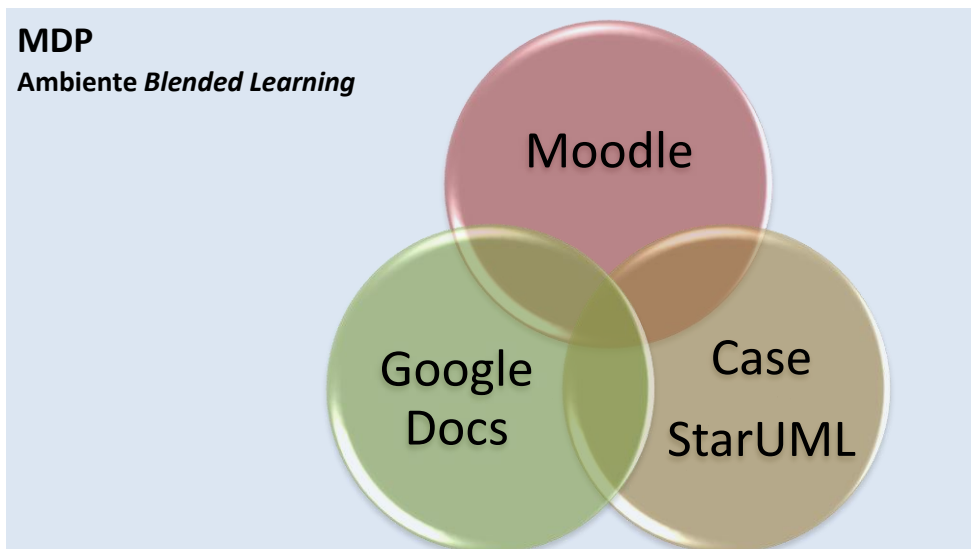 MDP
Ambiente Blended Learning
Moodle
Google
Docs
Case
StarUML